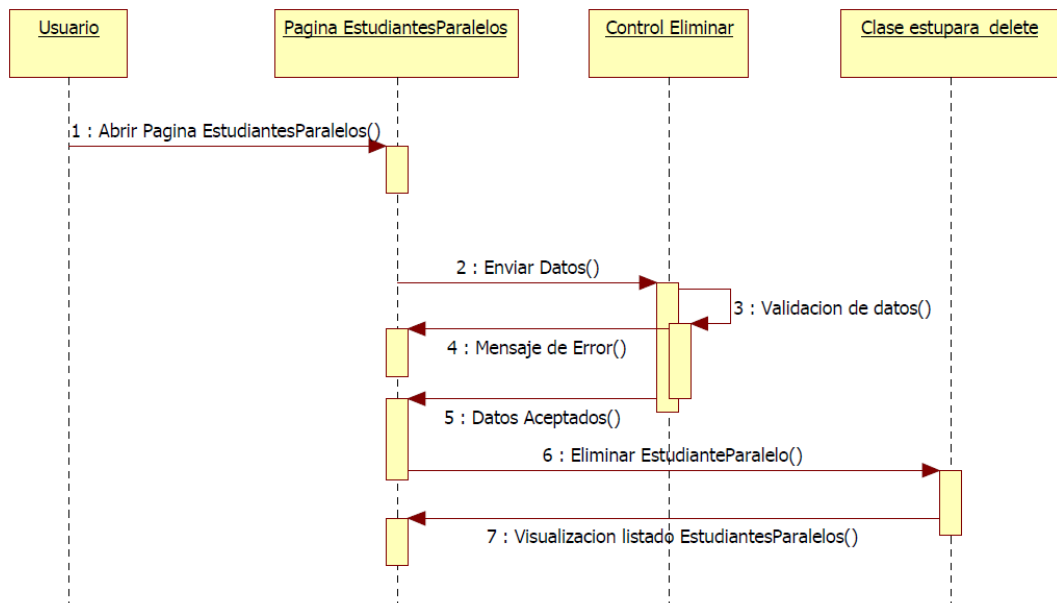 Usuario
Pagina EstudiantesParalelos
Control Eliminar
Clase estupara_delete
1 : Abrir Pagina EstudiantesParalelos()
2 : Enviar Datos()
3 : Validacion de datos()
4 : Mensaje de Error()
5 : Datos Aceptados()
6 : Eliminar EstudianteParalelo()
7 : Visualizacion listado EstudiantesParalelos()